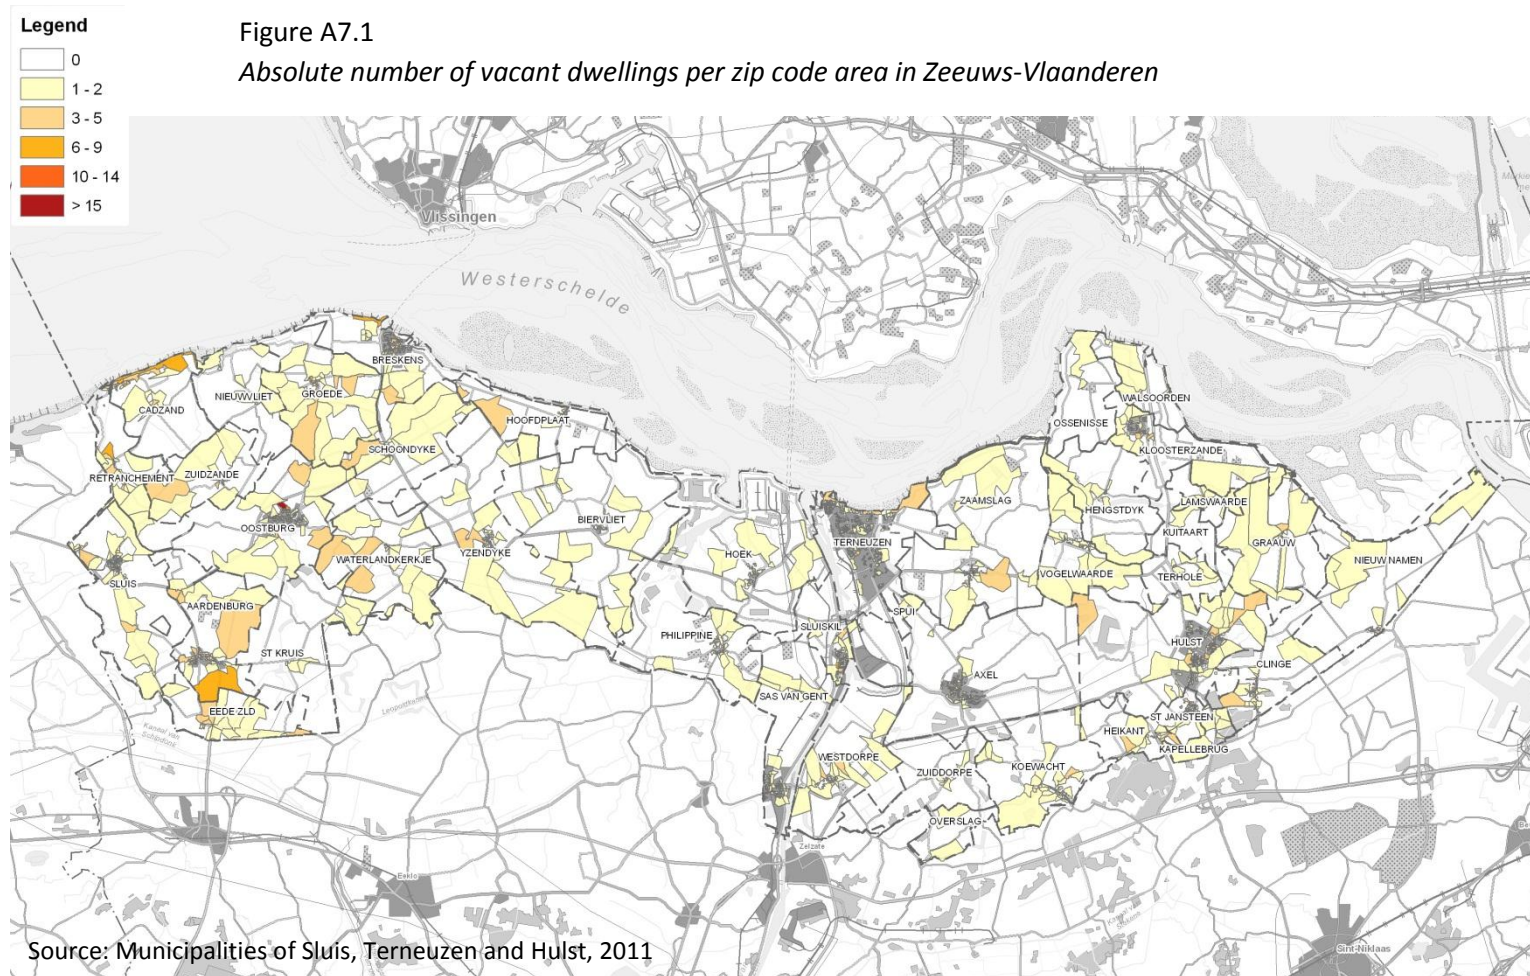 Legend
0
1 - 2
3 - 5
6 - 9
10 - 14
> 15
Figure A7.1
Absolute number of vacant dwellings per zip code area in Zeeuws-Vlaanderen
Vlissingen
Westerschelde
BRESKENS
CADZAND
NIEUWVLIET
GROEDE
HOOFDPLAAT
SCHOONDYKE
RETRANCHEMENT
ZUIDZANDE
OOSTBURG
WATERLANDKERKJE
YZENDYKE
BIERVLIET
SLUIS
AARDENBURG
ST KRUIS
EEDE ZLD
HOEK
TERNEUZEN
ZAAMSLAG
OSSENISSE
WALSOORDEN
KLOOSTERZANDE
LAMSWAARDE
HENGSTDYK
KUITAART
GRAAUW
VOGELWAARDE
TERHOLE
NIEUW NAMEN
SPUI
SLUISKIL
PHILIPPINE
HULST
CLINGE
AXEL
SAS VAN GENT
ST JANSTEEN
HEIKANT
KAPELLEBRUG
WESTDORPE
ZUIDDORPE
KOEWACHT
OVERSLAG
Zelzate
Eeklo
Sint-Niklaas
Source: Municipalities of Sluis, Terneuzen and Hulst, 2011